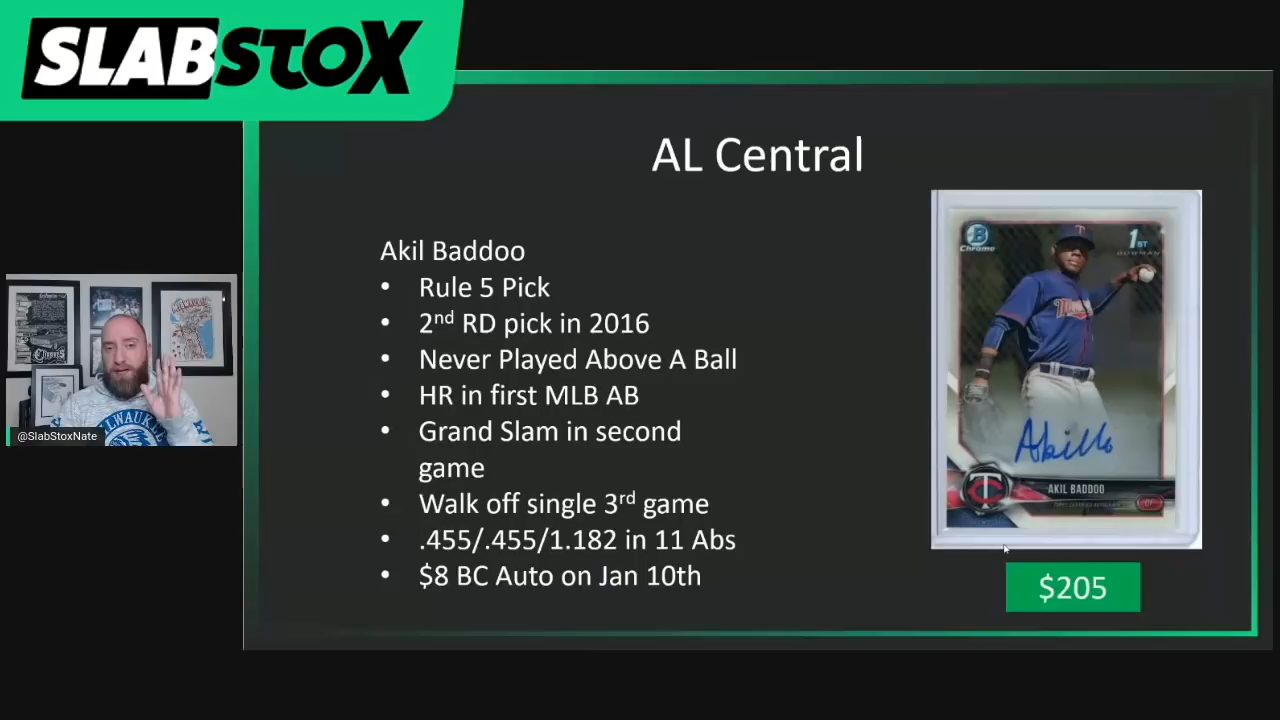 SLABSTOX
AL Central
Akil Baddoo
• Rule 5 Pick
• 2nd RD pick in 2016
• Never Played Above A Ball
• HR in first MLB AB
• Grand Slam in second
game
• Walk off single 3rd game
• .455/.455/1.182 in 11 Abs
• $8 BC Auto on Jan 10th
B
Chrome
1ST
BOWMAN
AKIL BADDOO
$205
MILWAUKEE
@SlabStoxNate